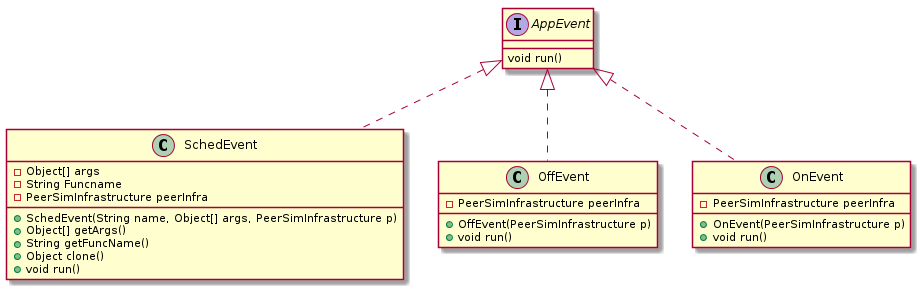 I AppEvent
void run()
C SchedEvent
Object[] args
String Funcname
PeerSimInfrastructure peerInfra
SchedEvent(String name, Object[] args, PeerSimInfrastructure p)
Object[] getArgs()
String getFuncName()
Object clone()
void run()
C OffEvent
PeerSimInfrastructure peerInfra
OffEvent(PeerSimInfrastructure p)
void run()
C OnEvent
PeerSimInfrastructure peerInfra
OnEvent(PeerSimInfrastructure p)
void run()